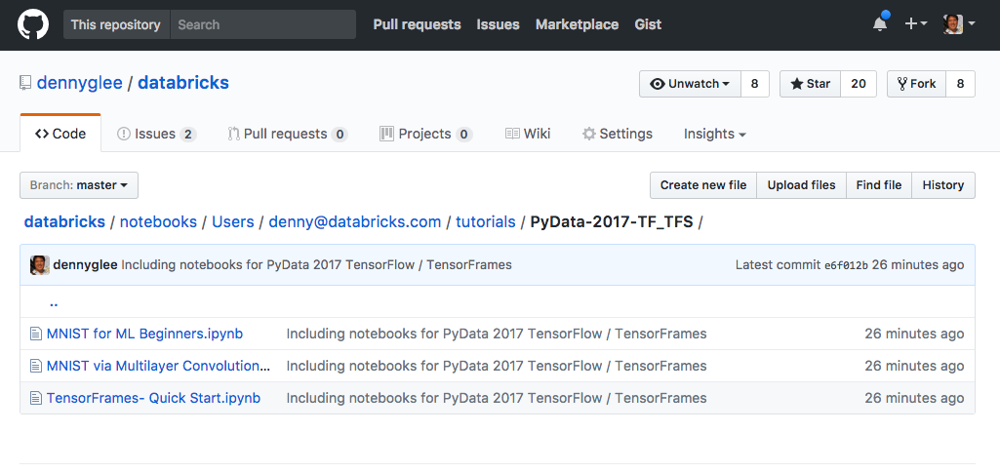 This repository Search Pull requests Issues Marketplace Gist
dennyglee / databricks Unwatch 8 Star 20 Fork 8
Code Issues 2 Pull requests 0 Projects 0 Wiki Settings Insights
Branch: master Create new file Upload files Find file History
databricks / notebooks / Users / denny@databricks.com / tutorials / PyData-2017-TF_TFS /
dennyglee Including notebooks for PyData 2017 TensorFlow / TensorFrames Latest commit e6f012b 26 minutes ago
..
MNIST for ML Beginners.ipynb Including notebooks for PyData 2017 TensorFlow / TensorFrames 26 minutes ago
MNIST via Multilayer Convolution... Including notebooks for PyData 2017 TensorFlow / TensorFrames 26 minutes ago
TensorFrames- Quick Start.ipynb Including notebooks for PyData 2017 TensorFlow / TensorFrames 26 minutes ago